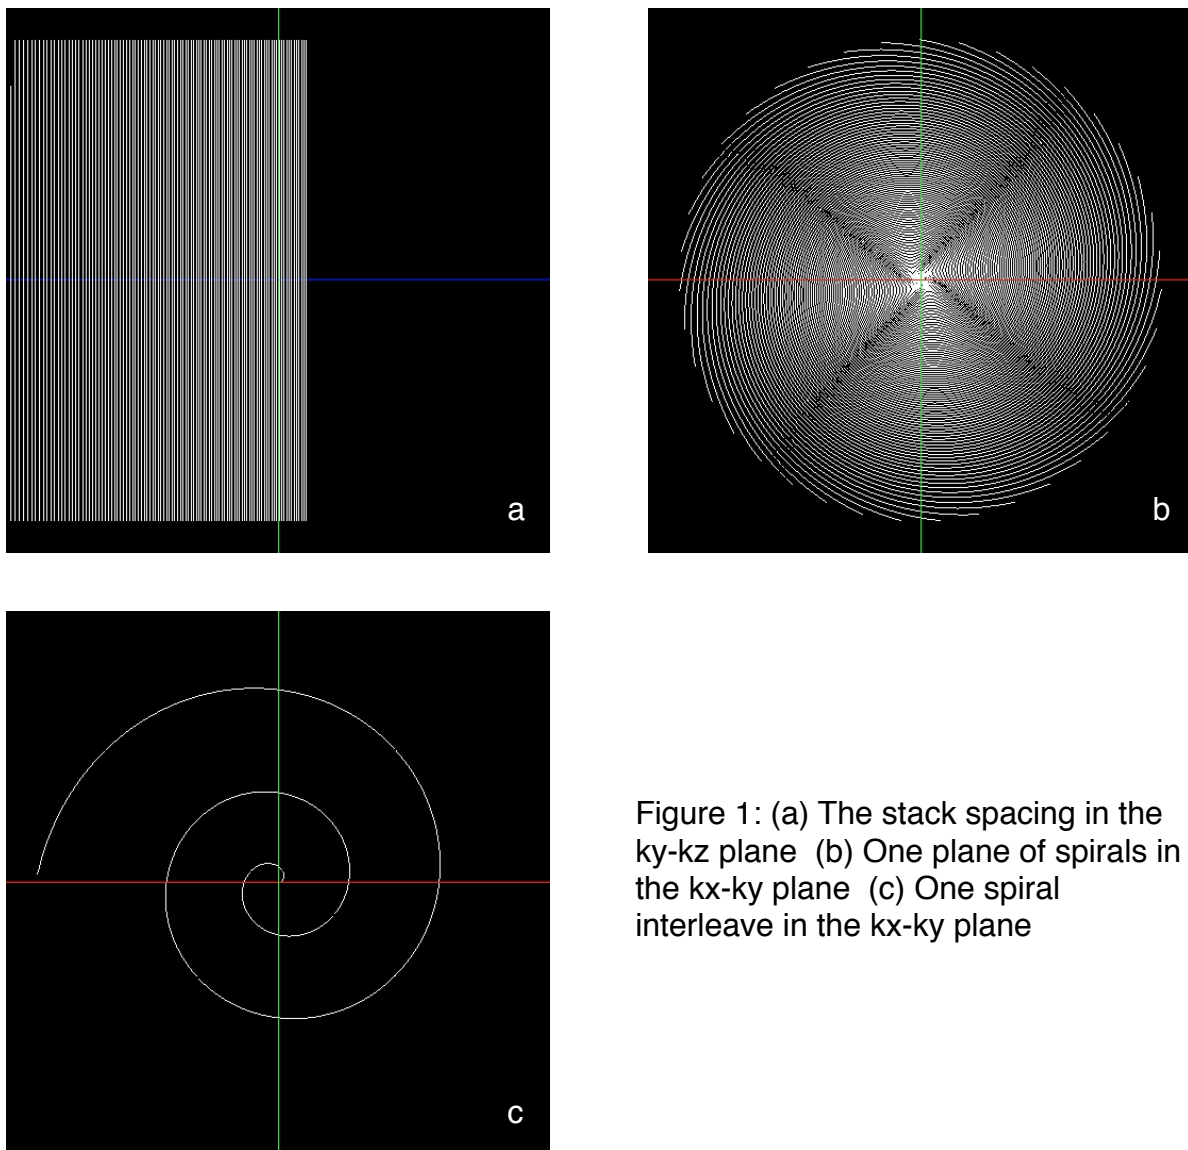 a
b
c
Figure 1: (a) The stack spacing in the
ky-kz plane  (b) One plane of spirals in
the kx-ky plane  (c) One spiral
interleave in the kx-ky plane